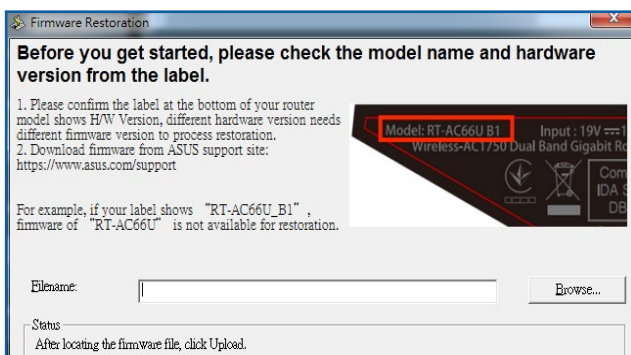 Firmware Restoration
Before you get started, please check the model name and hardware
version from the label.
1. Please confirm the label at the bottom of your router
model shows H/W Version, different hardware version needs
different firmware version to process restoration.
2. Download firmware from ASUS support site:
https://www.asus.com/support
For example, if your label shows “RT-AC66U_B1”,
firmware of “RT-AC66U” is not available for restoration.
Model: RT-AC66U B1 Input : 19V
Wireless-AC1750 Dual Band Gigabit
Com
IDA
DB
Filename: Browse...
Status
After locating the firmware file, click Upload.